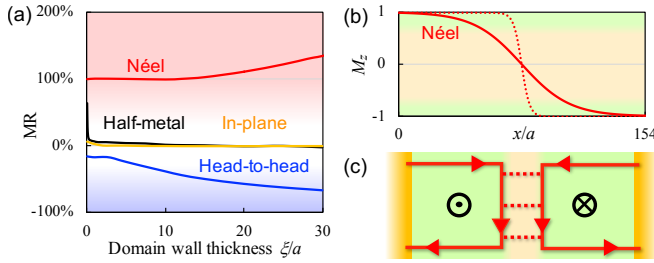 (a)
200%
100%
0%
-100%
MR
Néel
Half-metal
In-plane
Head-to-head
0
10
20
30
Domain wall thickness ξ/a
(b)
1
0
-1
M_z
Néel
0
x/a
154
(c)